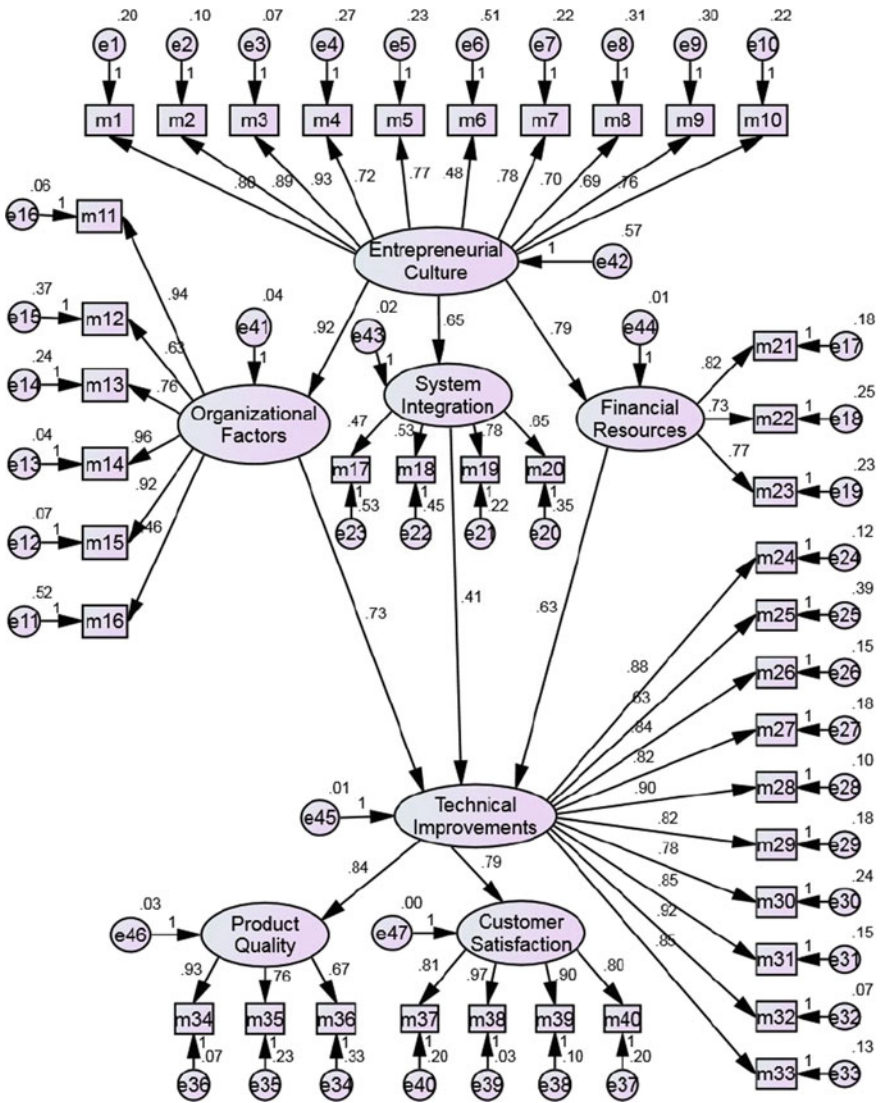 .20 .10 .07 .27 .23 .51 .22 .31 .30 .22
e1 e2 e3 e4 e5 e6 e7 e8 e9 e10
1 1 1 1 1 1 1 1 1 1
m1 m2 m3 m4 m5 m6 m7 m8 m9 m10
.80 .89 .93 .72 .77 .48 .78 .70 .69 .76
.06
e16 1 m11
.57
Entrepreneurial
Culture
1 e42
.94
.37
e15 1 m12
.63
.24
e14 1 m13
.76
.04
e13 1 m14
.96
.07
e12 1 m15
.92
.52
e11 1 m16
.46
.04
e41
1
.92
Organizational
Factors
.02
e43
1
.65
System
Integration
.47 .53 .78 .65
m17 m18 m19 m20
1 1 1 1
.53 .45 .22 .35
e23 e22 e21 e20
.01
e44
1
.79
Financial
Resources
.82
m21 1 e17
.18
.73
m22 1 e18
.25
.77
m23 1 e19
.23
.73 .41 .63
.12
m24 1 e24
.39
m25 1 e25
.15
m26 1 e26
.18
m27 1 e27
.10
m28 1 e28
.18
m29 1 e29
.24
m30 1 e30
.15
m31 1 e31
.07
m32 1 e32
.13
m33 1 e33
.88
.63
.84
.82
.90
.82
.78
.85
.92
.85
.01
e45 1
Technical
Improvements
.84 .79
.03
e46 1
Product
Quality
.00
e47 1
Customer
Satisfaction
.93 .76 .67
m34 m35 m36
1 1 1
.07 .23 .33
e36 e35 e34
.81 .97 .90 .80
m37 m38 m39 m40
1 1 1 1
.20 .03 .10 .20
e40 e39 e38 e37